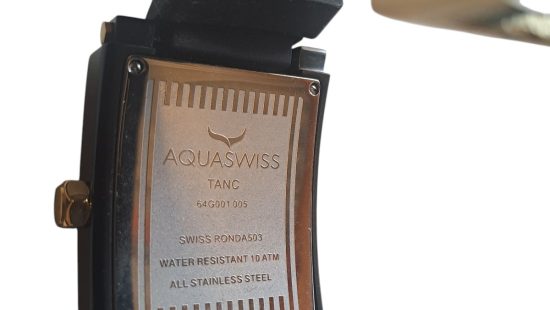 AQUASWISS
TANC
64G001 005
SWISS RONDA503
WATER RESISTANT 10 ATM
ALL STAINLESS STEEL